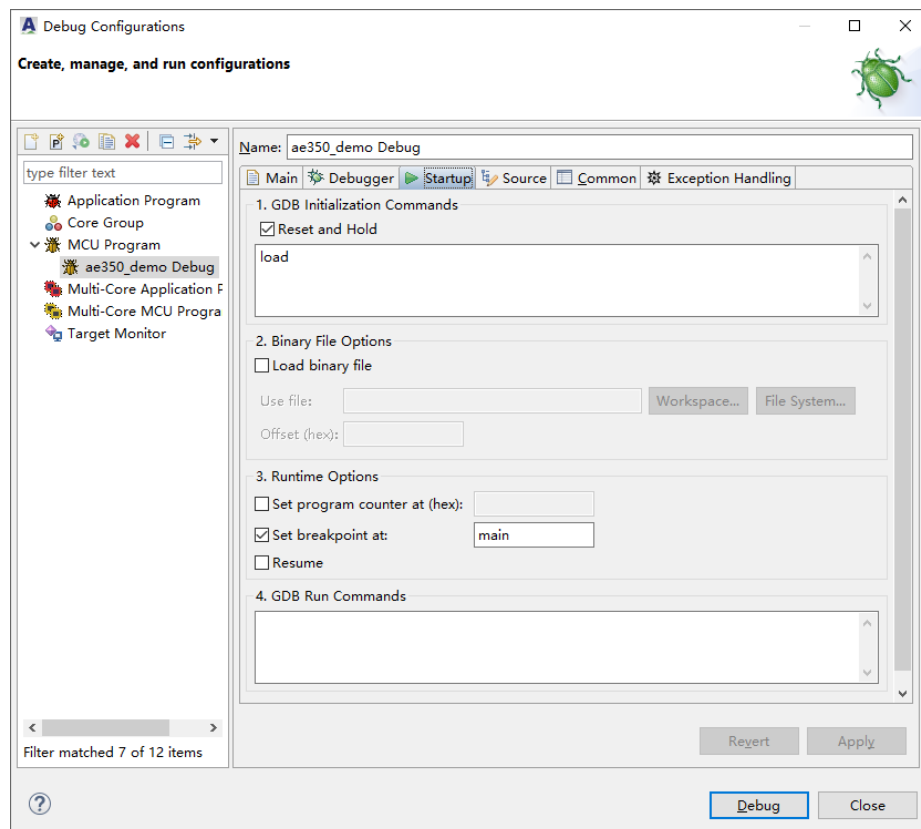 Debug Configurations
Create, manage, and run configurations
type filter text
Application Program
Core Group
MCU Program
ae350_demo Debug
Multi-Core Application P
Multi-Core MCU Progra
Target Monitor
Filter matched 7 of 12 items
Name: ae350_demo Debug
Main Debugger Startup Source Common Exception Handling
1. GDB Initialization Commands
Reset and Hold
load
2. Binary File Options
Load binary file
Use file: Workspace... File System...
Offset (hex):
3. Runtime Options
Set program counter at (hex):
Set breakpoint at: main
Resume
4. GDB Run Commands
Revert Apply
Debug Close